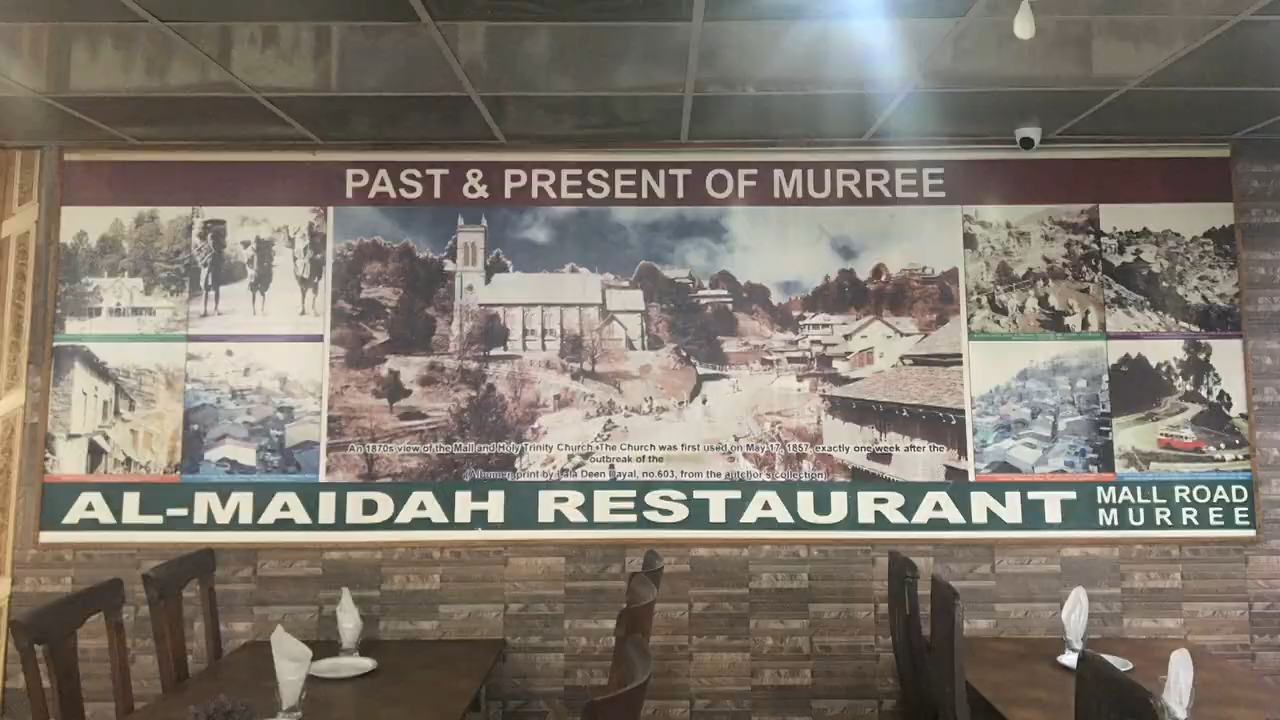 PAST & PRESENT OF MURREE
An 1870s view of the Mall and Holy Trinity Church. The Church was first used on May 17, 1857, exactly one week after the
outbreak of the
(Albumen print by Lala Deen Dayal, no.603, from the author's collection)
AL-MAIDAH RESTAURANT
MALL ROAD
MURREE